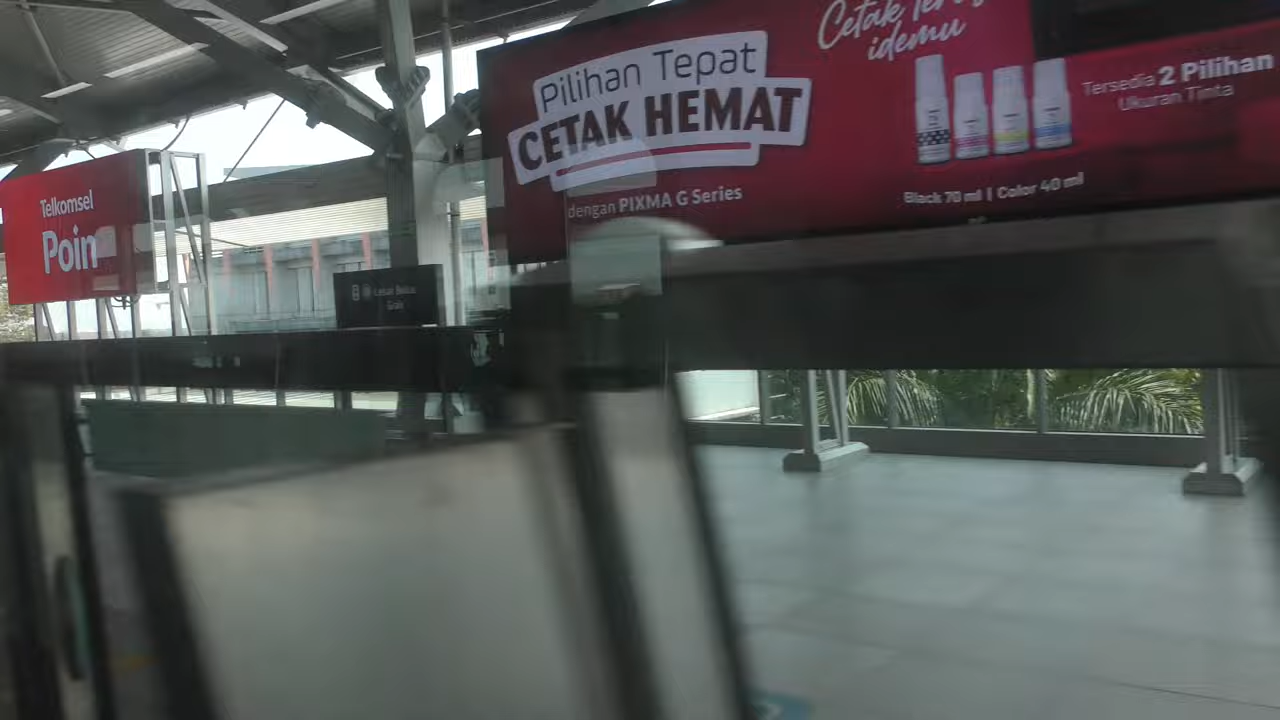 Telkomsel
Poin
Pilihan Tepat
CETAK HEMAT
dengan PIXMA G Series
Cetak
idemu
Tersedia 2 Pilihan
Ukuran Tinta
Black 70 ml | Color 40 ml